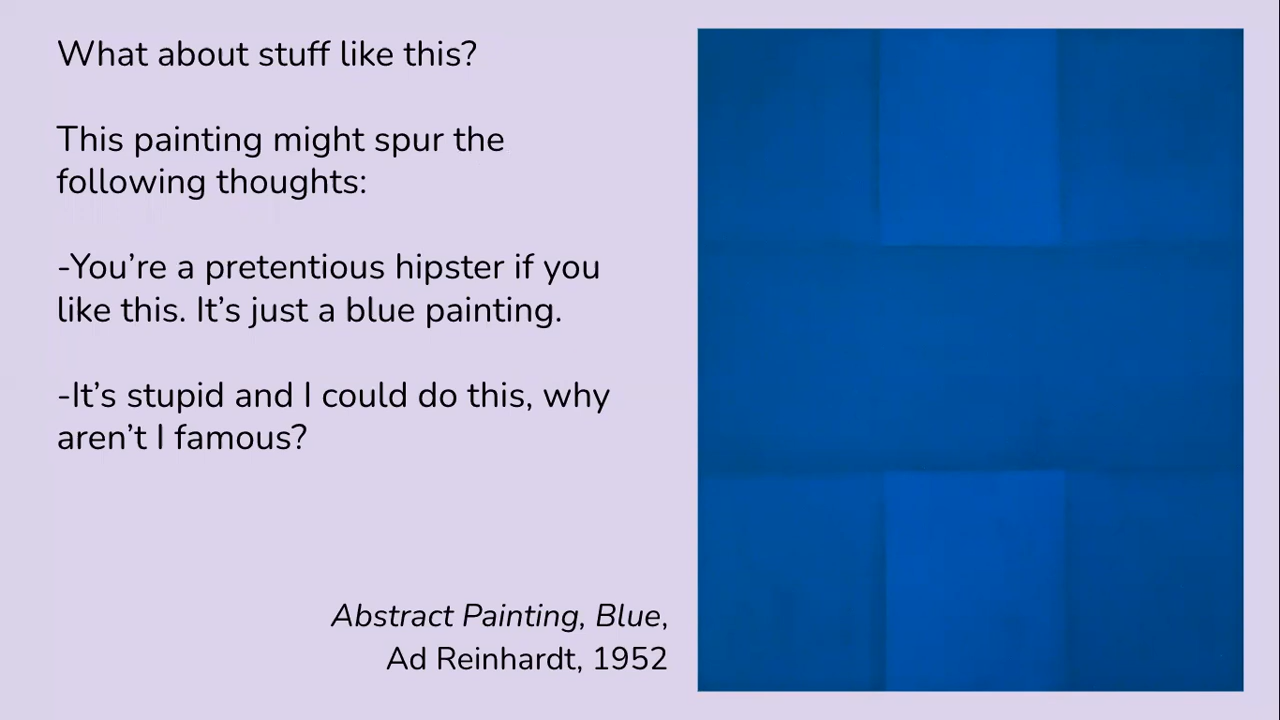 What about stuff like this?
This painting might spur the
following thoughts:
-You’re a pretentious hipster if you
like this. It’s just a blue painting.
-It’s stupid and I could do this, why
aren’t I famous?
Abstract Painting, Blue,
Ad Reinhardt, 1952